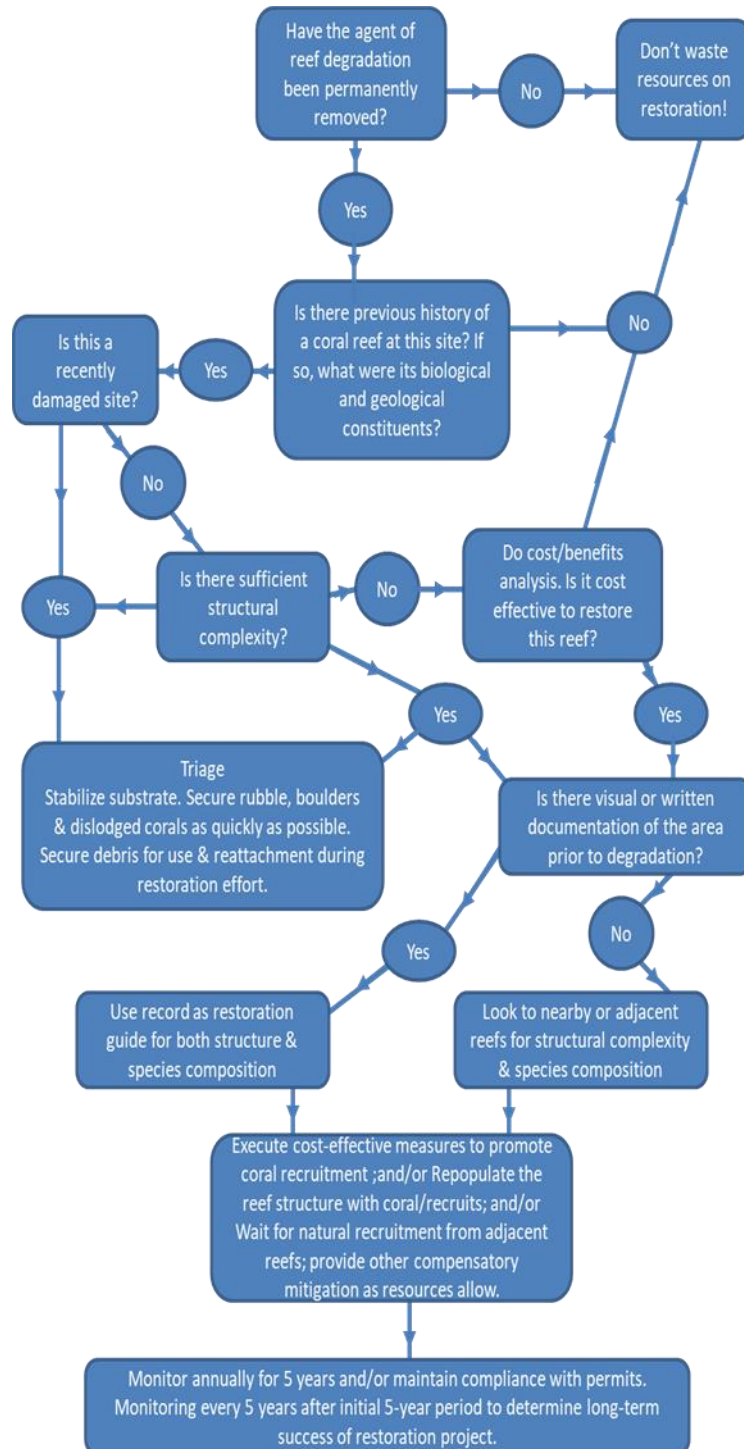 Have the agent of
reef degradation
been permanently
removed?
No
Don't waste
resources on
restoration!
Yes
Is there previous history of
a coral reef at this site? If
so, what were its biological
and geological
constituents?
No
Yes
Is this a
recently
damaged site?
No
Is there sufficient
structural
complexity?
No
Do cost/benefits
analysis. Is it cost
effective to restore
this reef?
Yes
Yes
Yes
Triage
Stabilize substrate. Secure rubble, boulders
& dislodged corals as quickly as possible.
Secure debris for use & reattachment during
restoration effort.
Is there visual or written
documentation of the area
prior to degradation?
Yes
No
Use record as restoration
guide for both structure &
species composition
Look to nearby or adjacent
reefs for structural complexity
& species composition
Execute cost-effective measures to promote
coral recruitment ;and/or Repopulate the
reef structure with coral/recruits; and/or
Wait for natural recruitment from adjacent
reefs; provide other compensatory
mitigation as resources allow.
Monitor annually for 5 years and/or maintain compliance with permits.
Monitoring every 5 years after initial 5-year period to determine long-term
success of restoration project.